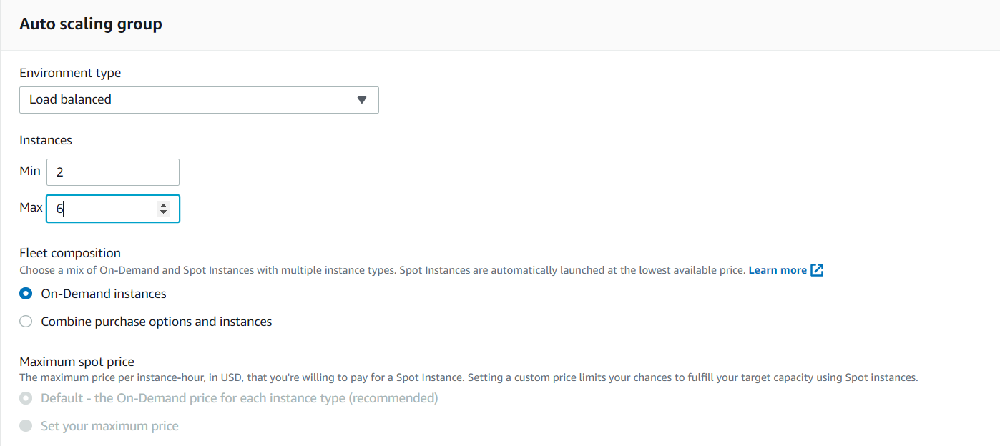 Auto scaling group
Environment type
Load balanced
Instances
Min 2
Max 6
Fleet composition
Choose a mix of On-Demand and Spot Instances with multiple instance types. Spot Instances are automatically launched at the lowest available price. Learn more
On-Demand instances
Combine purchase options and instances
Maximum spot price
The maximum price per instance-hour, in USD, that you're willing to pay for a Spot Instance. Setting a custom price limits your chances to fulfill your target capacity using Spot instances.
Default - the On-Demand price for each instance type (recommended)
Set your maximum price